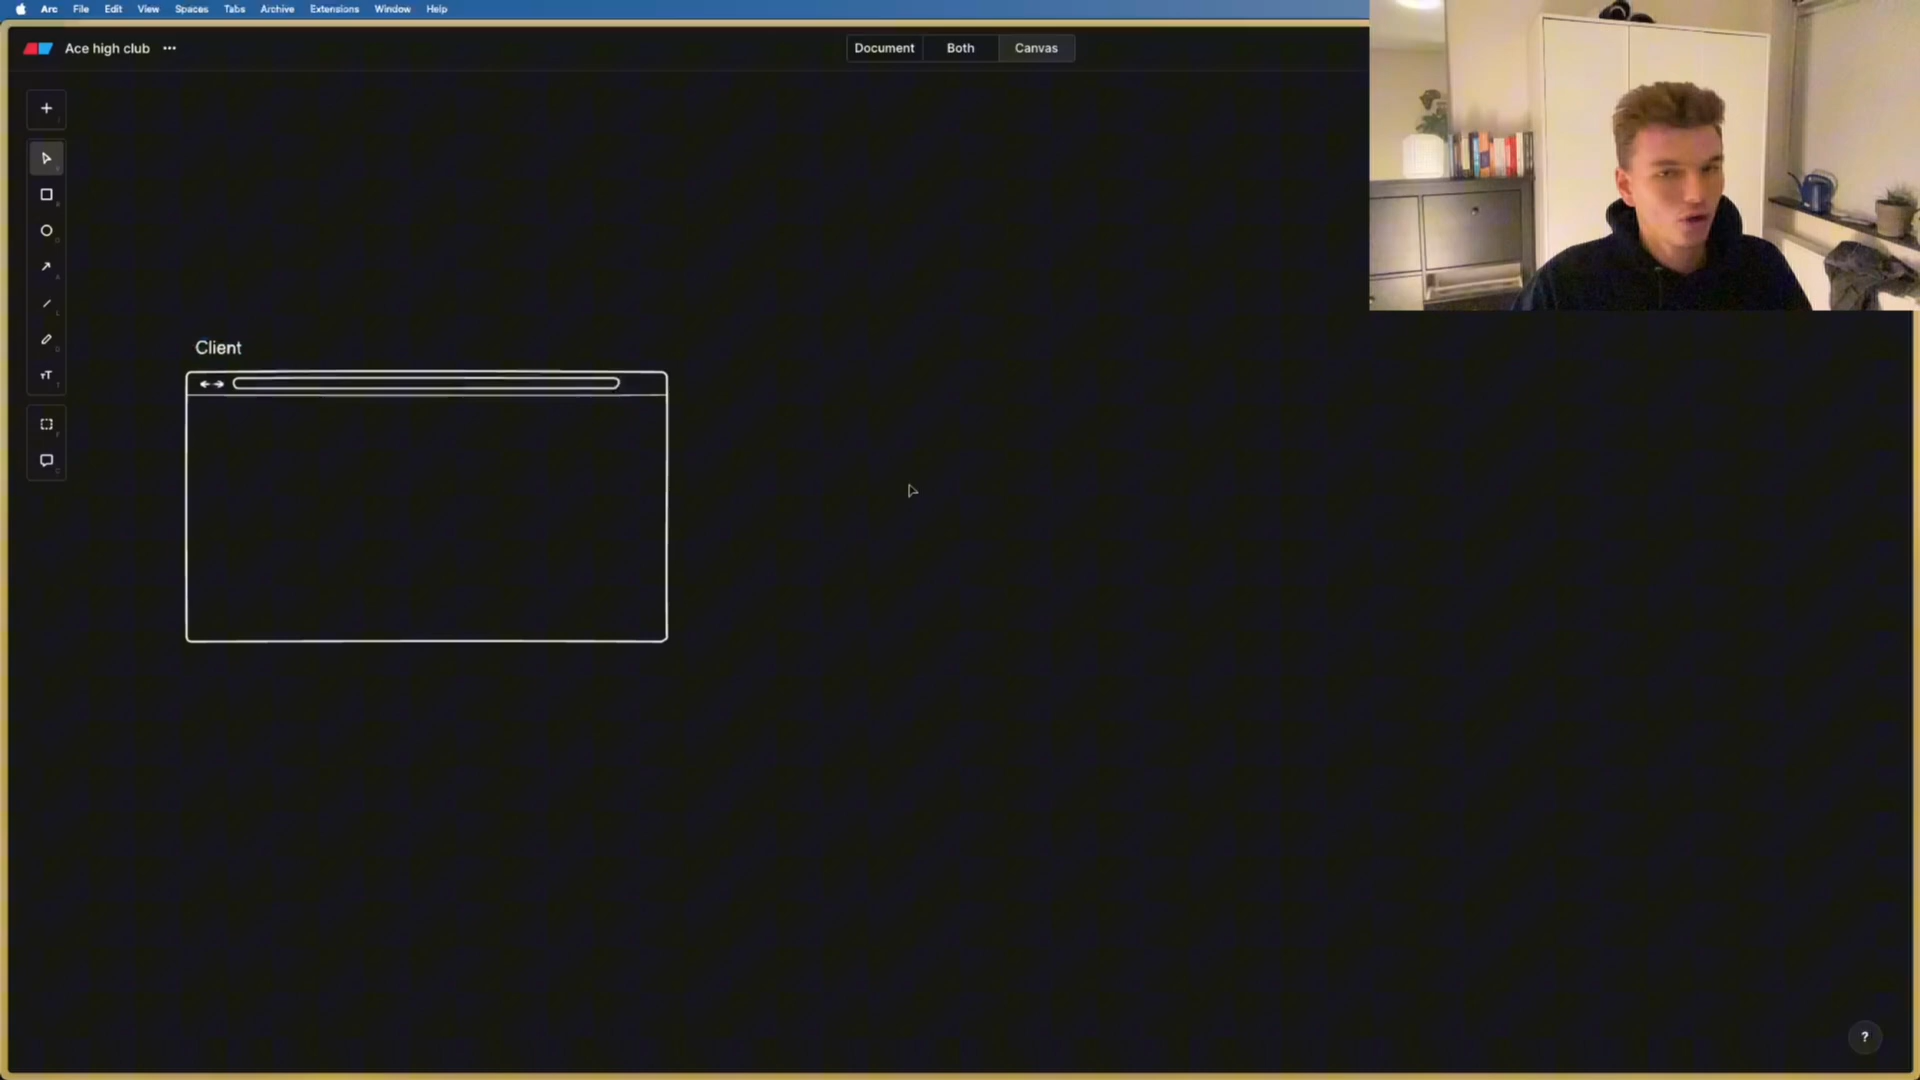 Arc File Edit View Spaces Tabs Archive Extensions Window Help
Ace high club ...
Document Both Canvas
Client
?